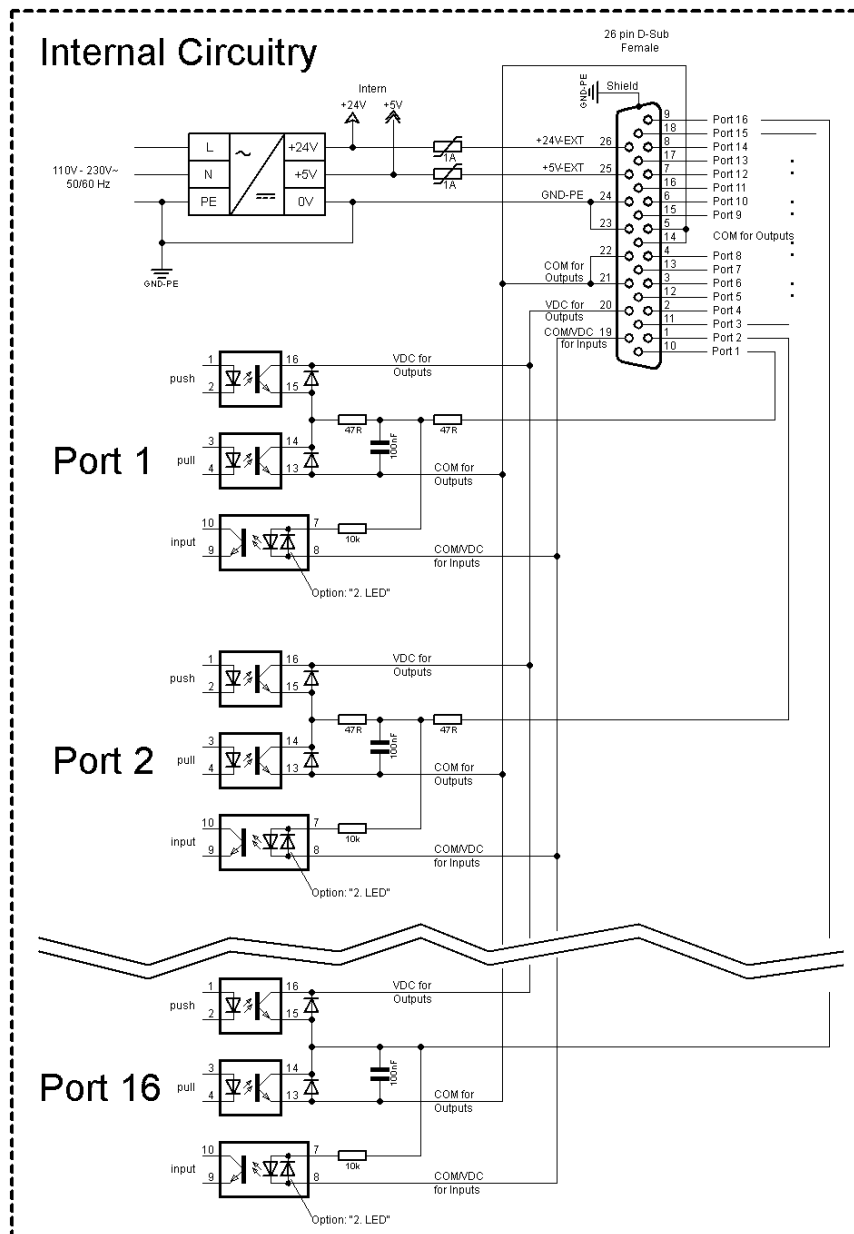 Internal Circuitry
26 pin D-Sub
Female
Shield
GND-PE
Intern
+24V
+5V
L
N
PE
~
+24V
+5V
0V
110V - 230V~
50/60 Hz
1A
1A
GND-PE
+24V-EXT 26
+5V-EXT 25
GND-PE 24
23
22
COM for
Outputs
21
VDC for
Outputs
20
COM/VDC
for Inputs
19
9 Port 16
18 Port 15
8 Port 14
17 Port 13
7 Port 12
16 Port 11
6 Port 10
15 Port 9
5
COM for Outputs
14
4 Port 8
13 Port 7
3 Port 6
12 Port 5
2 Port 4
11 Port 3
1 Port 2
10 Port 1
Port 1
push
1
2
16
15
VDC for
Outputs
47R
100nF
47R
pull
3
4
14
13
COM for
Outputs
input
10
9
7
8
10k
COM/VDC
for Inputs
Option: "2. LED"
Port 2
push
1
2
16
15
VDC for
Outputs
47R
100nF
47R
pull
3
4
14
13
COM for
Outputs
input
10
9
7
8
10k
COM/VDC
for Inputs
Option: "2. LED"
Port 16
push
1
2
16
15
VDC for
Outputs
100nF
pull
3
4
14
13
COM for
Outputs
input
10
9
7
8
10k
COM/VDC
for Inputs
Option: "2. LED"